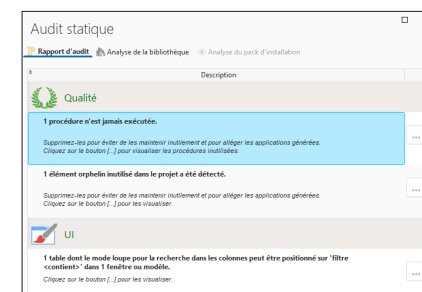 Audit statique
Rapport d'audit Analyse de la bibliothèque Analyse du pack d'installation
Description
Qualité
1 procédure n'est jamais exécutée.
Supprimez-les pour éviter de les maintenir inutilement et pour alléger les applications générées.
Cliquez sur le bouton [...] pour visualiser les procédures inutilisées.
...
1 élément orphelin inutilisé dans le projet a été détecté.
Supprimez-les pour éviter de les maintenir inutilement et pour alléger les applications générées.
Cliquez sur le bouton [...] pour les visualiser.
...
UI
1 table dont le mode loupe pour la recherche dans les colonnes peut être positionné sur 'filtre
<contient>' dans 1 fenêtre ou modèle.
Cliquez sur le bouton [...] pour les visualiser.
...